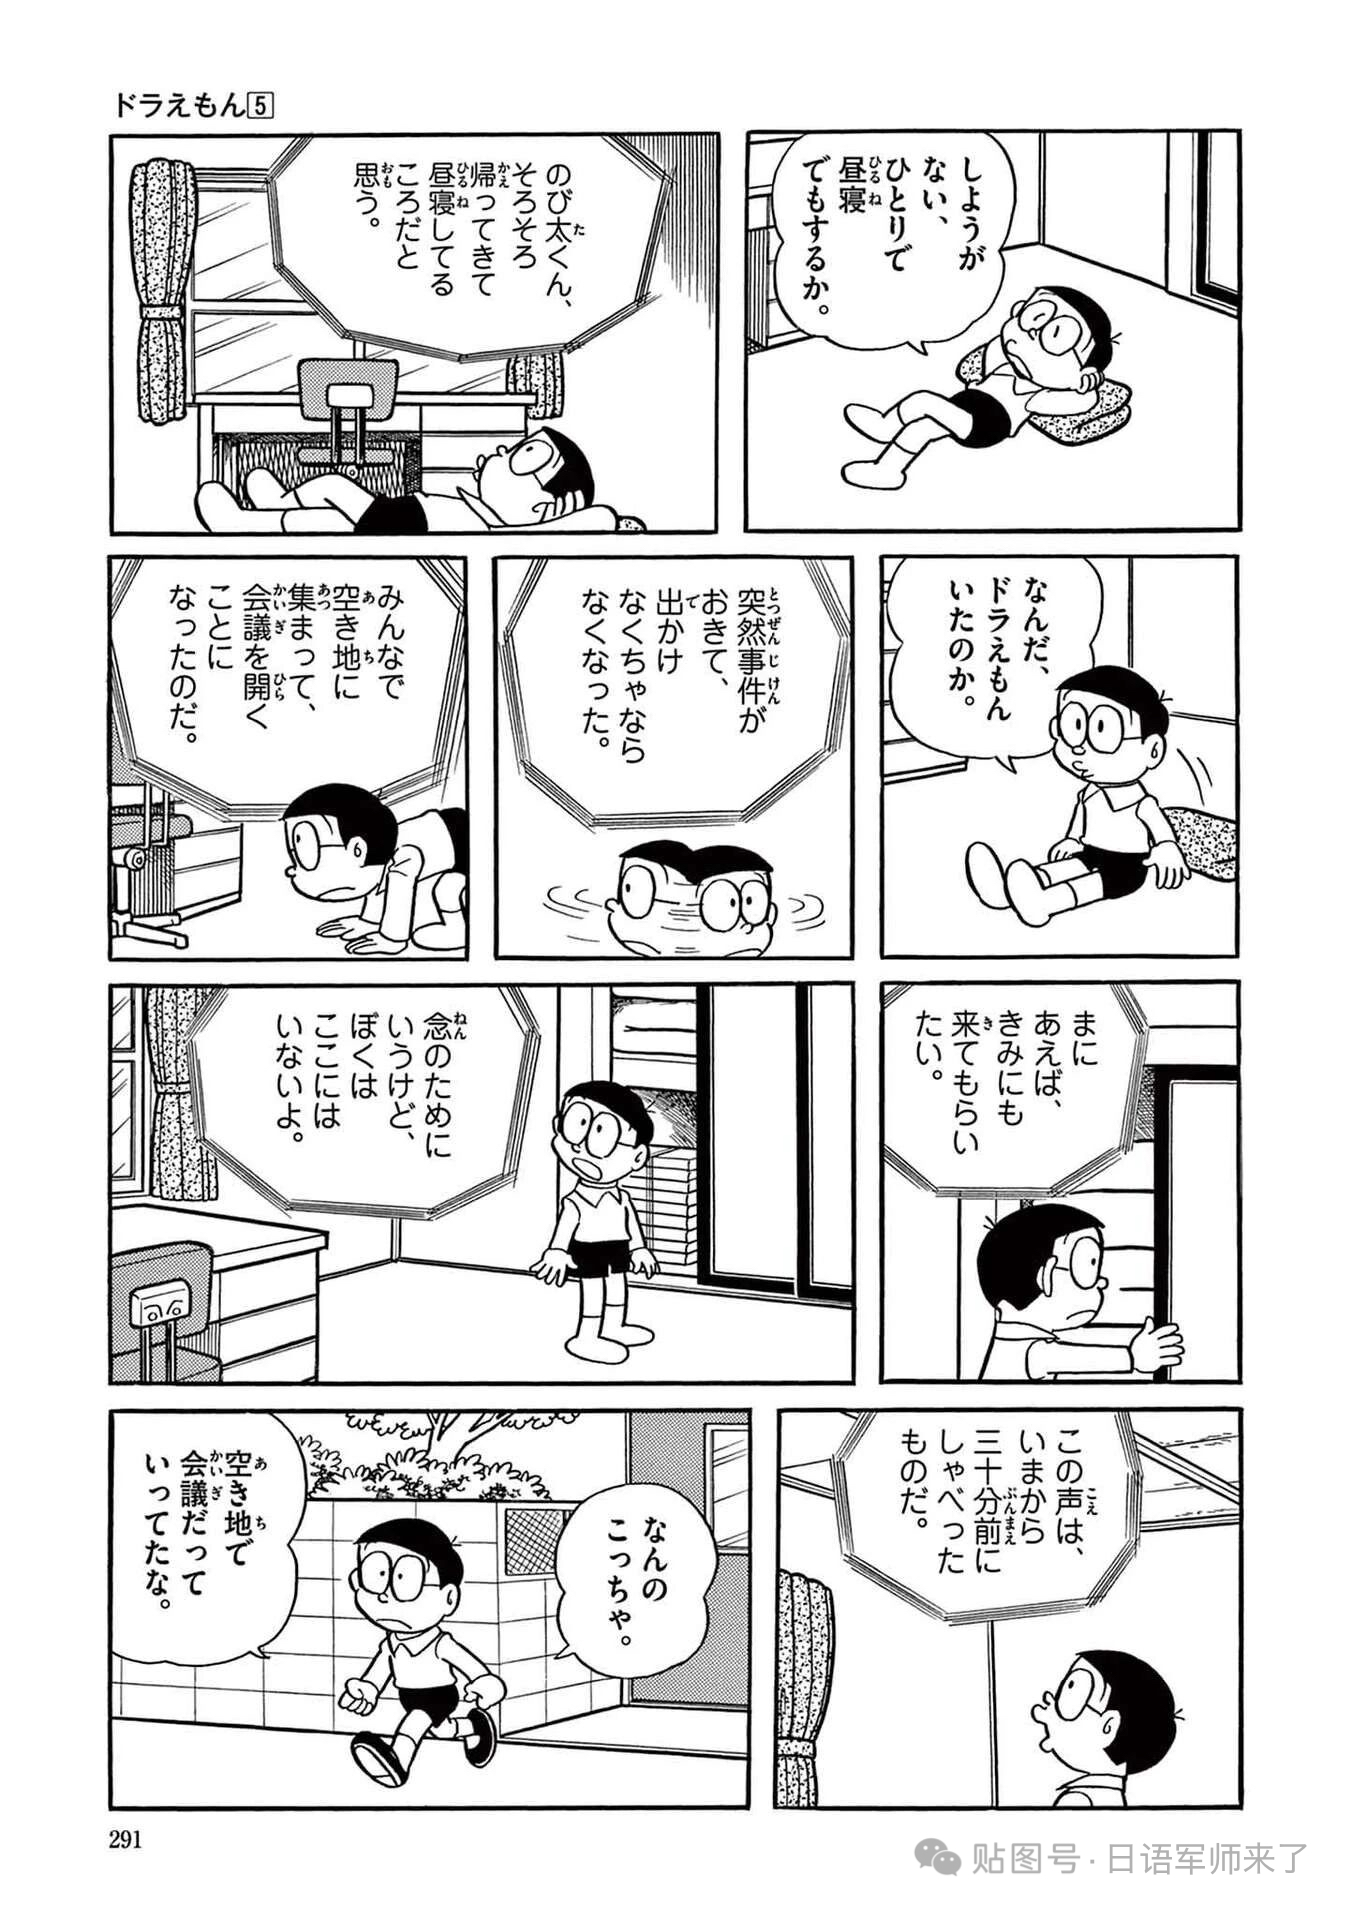 ドラえもん5
しようが
ない、
ひとりで
昼寝
でもするか。
のび太くん、
そろそろ
帰ってきて
昼寝してる
ころだと
思う。
なんだ、
ドラえもん
いたのか。
突然事件が
おきて、
出かけ
なくちゃなら
なくなった。
みんなで
空き地に
集まって、
会議を開く
ことに
なったのだ。
まに
あえば、
きみにも
来てもらい
たい。
念のために
いうけど、
ぼくは
ここには
いないよ。
この声は、
いまから
三十分前に
しゃべった
ものだ。
なんの
こっちゃ。
空き地で
会議だって
いってたな。
291
贴图号·日语军师来了